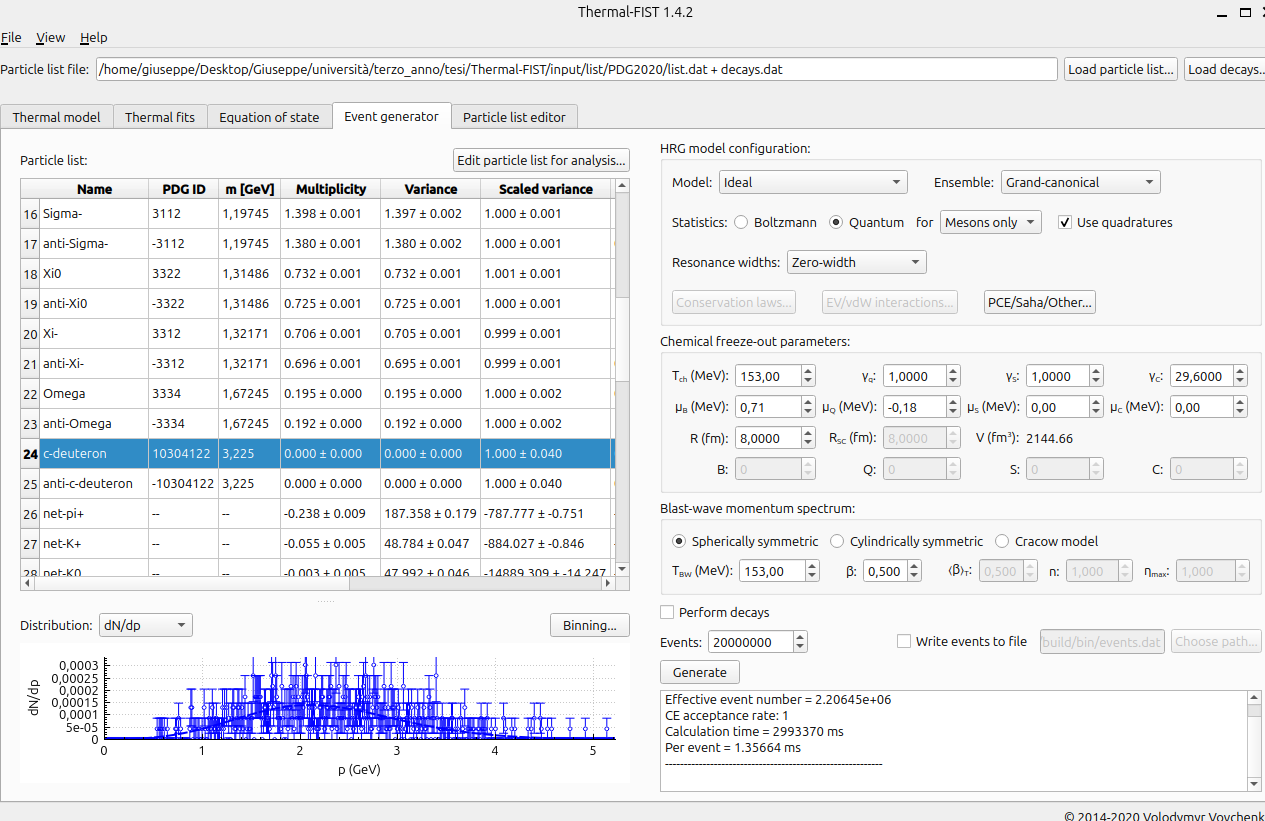 Thermal-FIST 1.4.2
File View Help
Particle list file: /home/giuseppe/Desktop/Giuseppe/università/terzo_anno/tesi/Thermal-FIST/input/list/PDG2020/list.dat + decays.dat Load particle list... Load decays..
Thermal model Thermal fits Equation of state Event generator Particle list editor
Particle list: Edit particle list for analysis...
Name PDG ID m [GeV] Multiplicity Variance Scaled variance
16 Sigma- 3112 1,19745 1.398 ± 0.001 1.397 ± 0.002 1.000 ± 0.001
17 anti-Sigma- -3112 1,19745 1.380 ± 0.001 1.380 ± 0.002 1.000 ± 0.001
18 Xi0 3322 1,31486 0.732 ± 0.001 0.732 ± 0.001 1.001 ± 0.001
19 anti-Xi0 -3322 1,31486 0.725 ± 0.001 0.725 ± 0.001 1.000 ± 0.001
20 Xi- 3312 1,32171 0.706 ± 0.001 0.705 ± 0.001 0.999 ± 0.001
21 anti-Xi- -3312 1,32171 0.696 ± 0.001 0.695 ± 0.001 0.999 ± 0.001
22 Omega 3334 1,67245 0.195 ± 0.000 0.195 ± 0.000 1.000 ± 0.002
23 anti-Omega -3334 1,67245 0.192 ± 0.000 0.192 ± 0.000 1.000 ± 0.002
24 c-deuteron 10304122 3,225 0.000 ± 0.000 0.000 ± 0.000 1.000 ± 0.040
25 anti-c-deuteron -10304122 3,225 0.000 ± 0.000 0.000 ± 0.000 1.000 ± 0.040
26 net-pi+ -- -- -0.238 ± 0.009 187.358 ± 0.179 -787.777 ± -0.751
27 net-K+ -- -- -0.055 ± 0.005 48.784 ± 0.047 -884.027 ± -0.846
28 net-K0 -- -- -0.003 ± 0.005 47.992 ± 0.046 -14889.309 ± -14.247
Distribution: dN/dp Binning...
dN/dp
0,0003
0,00025
0,0002
0,00015
0,0001
5e-05
0
0 1 2 3 4 5
p (GeV)
HRG model configuration:
Model: Ideal Ensemble: Grand-canonical
Statistics: Boltzmann Quantum for Mesons only Use quadratures
Resonance widths: Zero-width
Conservation laws... EV/vdW interactions... PCE/Saha/Other...
Chemical freeze-out parameters:
Tch (MeV): 153,00 γq: 1,0000 γS: 1,0000 γC: 29,6000
μB (MeV): 0,71 μQ (MeV): -0,18 μS (MeV): 0,00 μC (MeV): 0,00
R (fm): 8,0000 RSC (fm): 8,0000 V (fm³): 2144.66
B: 0 Q: 0 S: 0 C: 0
Blast-wave momentum spectrum:
Spherically symmetric Cylindrically symmetric Cracow model
TBW (MeV): 153,00 β: 0,500 ⟨β⟩T: 0,500 n: 1,000 ηmax: 1,000
Perform decays
Events: 20000000 Write events to file build/bin/events.dat Choose path...
Generate
Effective event number = 2.20645e+06
CE acceptance rate: 1
Calculation time = 2993370 ms
Per event = 1.35664 ms
------------------------------------------------------------
© 2014-2020 Volodymyr Vovchenk